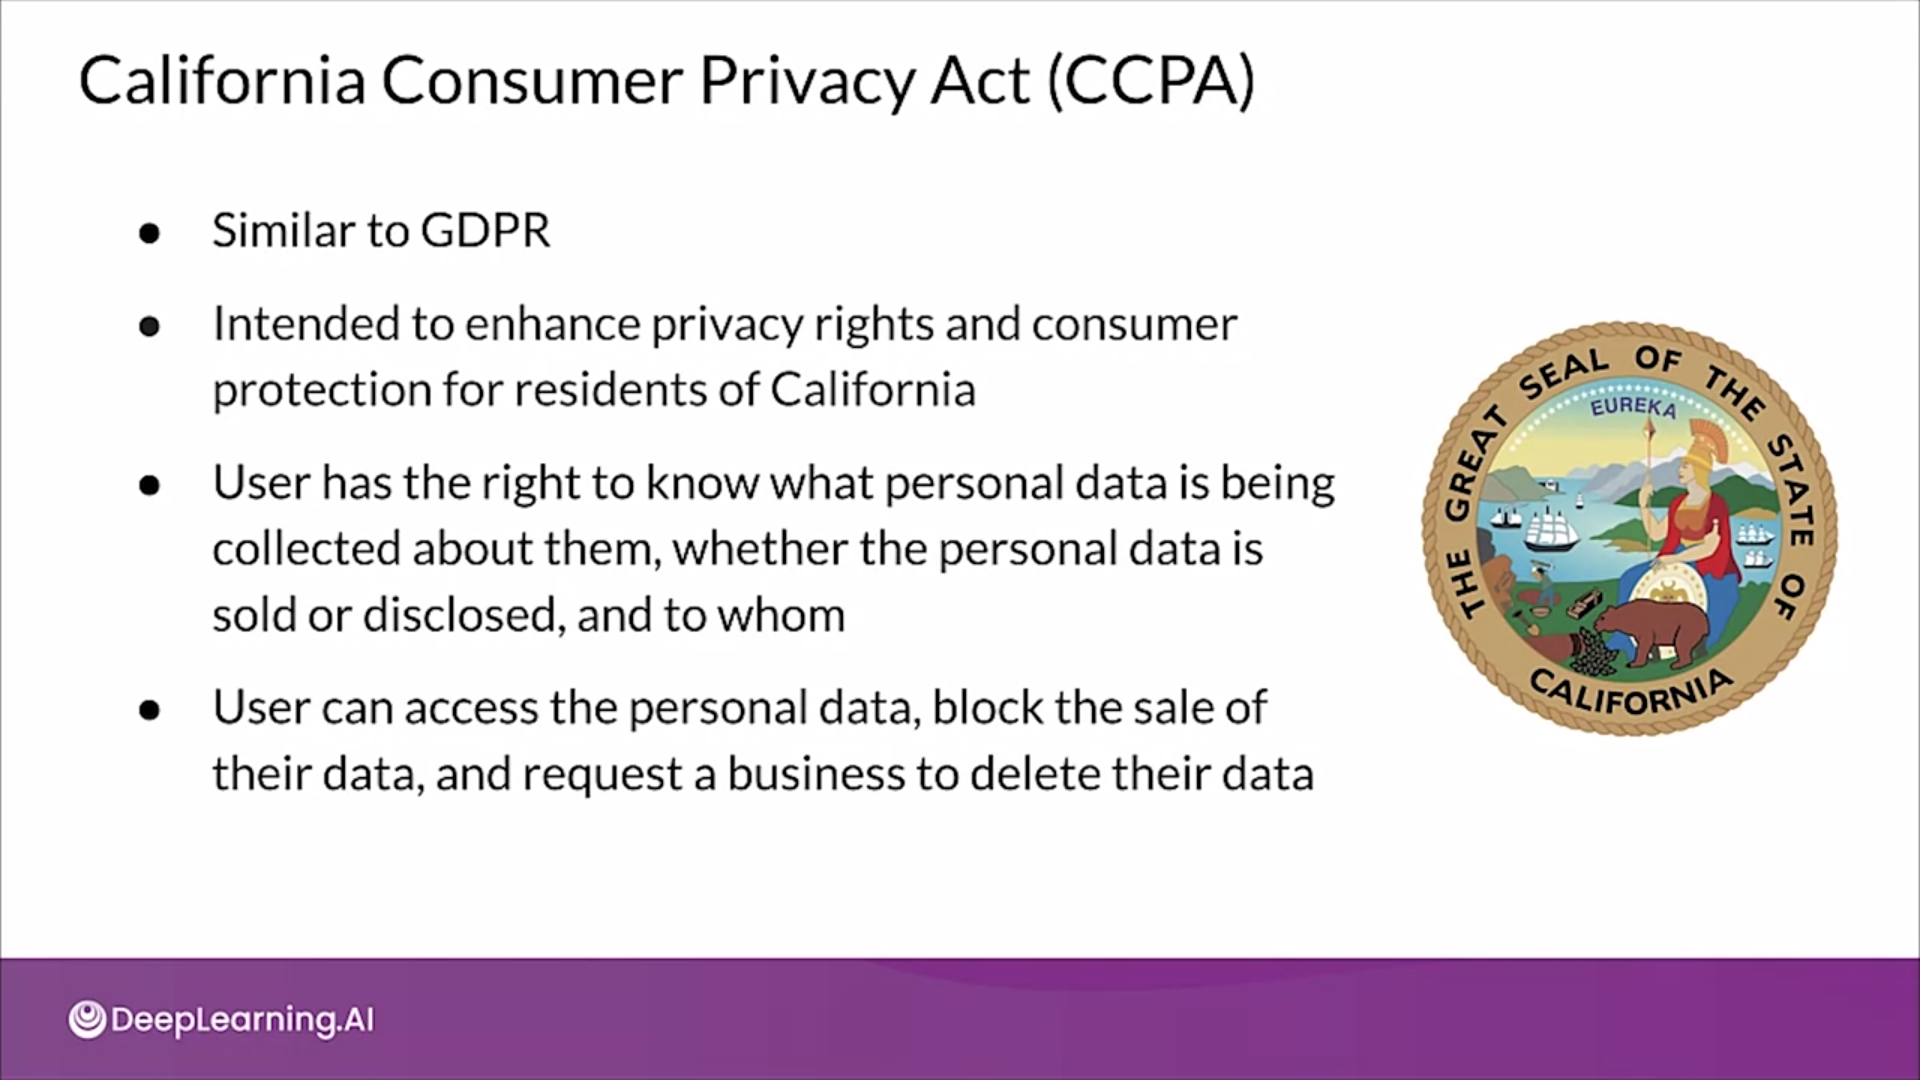 California Consumer Privacy Act (CCPA)
● Similar to GDPR
● Intended to enhance privacy rights and consumer
protection for residents of California
● User has the right to know what personal data is being
collected about them, whether the personal data is
sold or disclosed, and to whom
● User can access the personal data, block the sale of
their data, and request a business to delete their data
THE GREAT SEAL OF THE STATE OF
CALIFORNIA
EUREKA
DeepLearning.AI